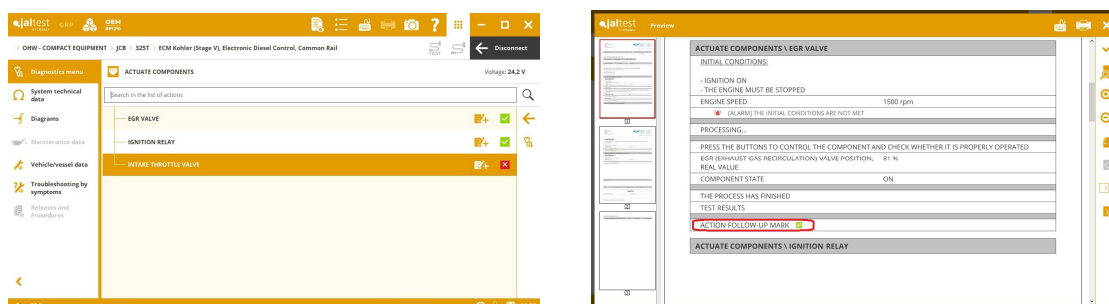 jaltest GRP OEM
OHW - COMPACT EQUIPMENT JCB 325T ECM Kohler (Stage V), Electronic Diesel Control, Common Rail
TEST
Disconnect
Diagnostics menu
ACTUATE COMPONENTS
Voltage: 24,2 V
System technical data
Search in the list of actions
Diagrams
EGR VALVE
Maintenance data
IGNITION RELAY
Vehicle/vessel data
INTAKE THROTTLE VALVE
Troubleshooting by symptoms
Releases and Procedures
jaltest Preview
ACTUATE COMPONENTS \ EGR VALVE
INITIAL CONDITIONS:
- IGNITION ON
- THE ENGINE MUST BE STOPPED
ENGINE SPEED 1500 rpm
[ALARM] THE INITIAL CONDITIONS ARE NOT MET
PROCESSING...
PRESS THE BUTTONS TO CONTROL THE COMPONENT AND CHECK WHETHER IT IS PROPERLY OPERATED
EGR (EXHAUST GAS RECIRCULATION) VALVE POSITION, 81 %
REAL VALUE
COMPONENT STATE ON
THE PROCESS HAS FINISHED
TEST RESULTS
ACTION FOLLOW-UP MARK
ACTUATE COMPONENTS \ IGNITION RELAY